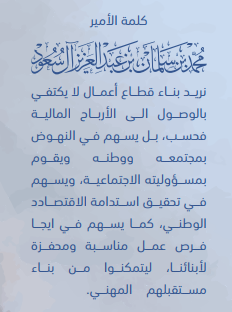 كلمة الأمير
محمد بن سلمان بن عبدالعزيز آل سعود
نريد بناء قطاع أعمال لا يكتفي
بالوصول الى الأرباح المالية
فحسب، بل يسهم في النهوض
بمجتمعه ووطنه ويقوم
بمسؤوليته الاجتماعية، ويسهم
في تحقيق استدامة الاقتصادد
الوطني، كما يسهم في ايجا
فرص عمل مناسبة ومحفزة
لأبنائنا، ليتمكنوا من بناء
مستقبلهم المهني.